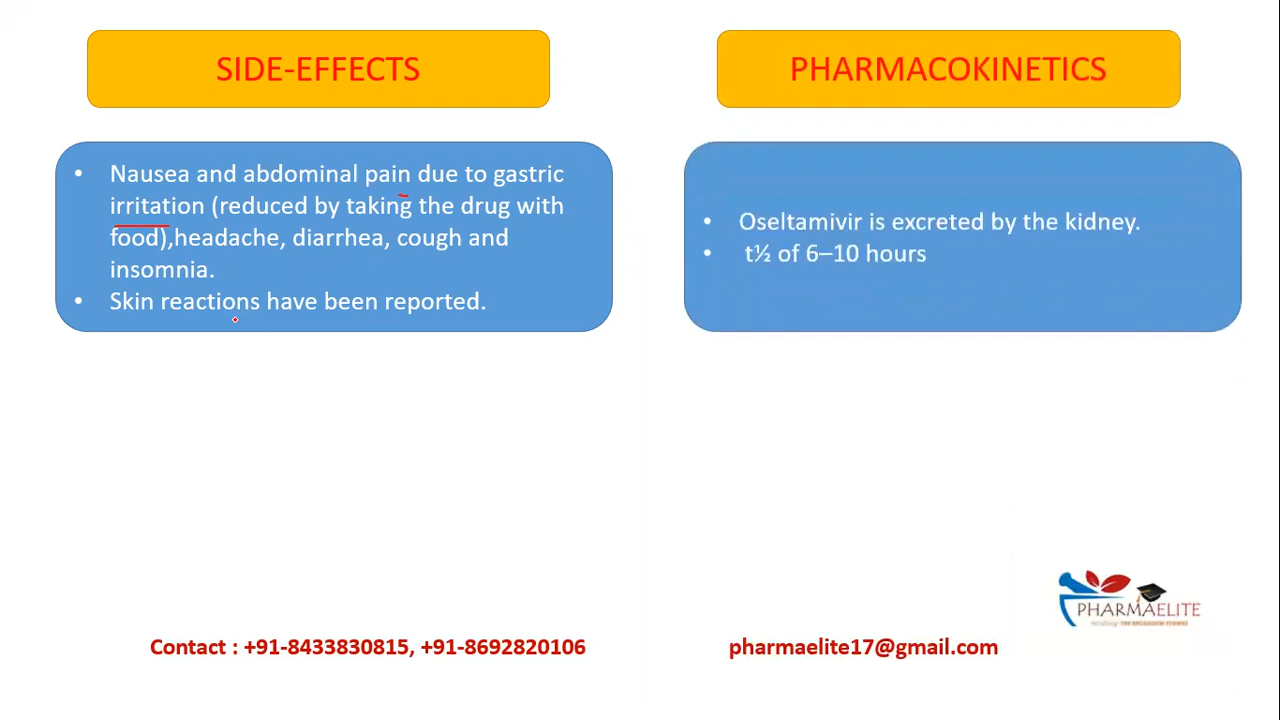 SIDE-EFFECTS
• Nausea and abdominal pain due to gastric
irritation (reduced by taking the drug with
food),headache, diarrhea, cough and
insomnia.
• Skin reactions have been reported.
PHARMACOKINETICS
• Oseltamivir is excreted by the kidney.
• t½ of 6–10 hours
PHARMAELITE
Contact : +91-8433830815, +91-8692820106
pharmaelite17@gmail.com